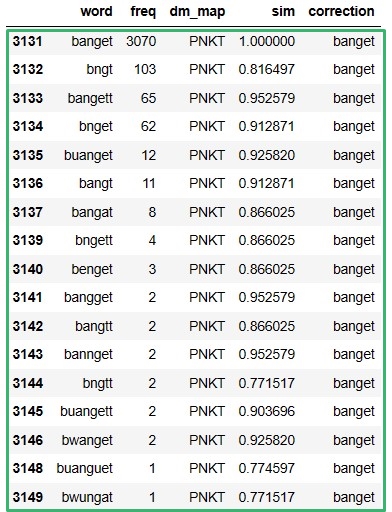 word freq dm_map sim correction
3131 banget 3070 PNKT 1.000000 banget
3132 bngt 103 PNKT 0.816497 banget
3133 bangett 65 PNKT 0.952579 banget
3134 bnget 62 PNKT 0.912871 banget
3135 buanget 12 PNKT 0.925820 banget
3136 bangt 11 PNKT 0.912871 banget
3137 bangat 8 PNKT 0.866025 banget
3139 bngett 4 PNKT 0.866025 banget
3140 benget 3 PNKT 0.866025 banget
3141 bangget 2 PNKT 0.952579 banget
3142 bangtt 2 PNKT 0.866025 banget
3143 bannget 2 PNKT 0.952579 banget
3144 bngtt 2 PNKT 0.771517 banget
3145 buangett 2 PNKT 0.903696 banget
3146 bwanget 2 PNKT 0.925820 banget
3148 buanguet 1 PNKT 0.774597 banget
3149 bwungat 1 PNKT 0.771517 banget